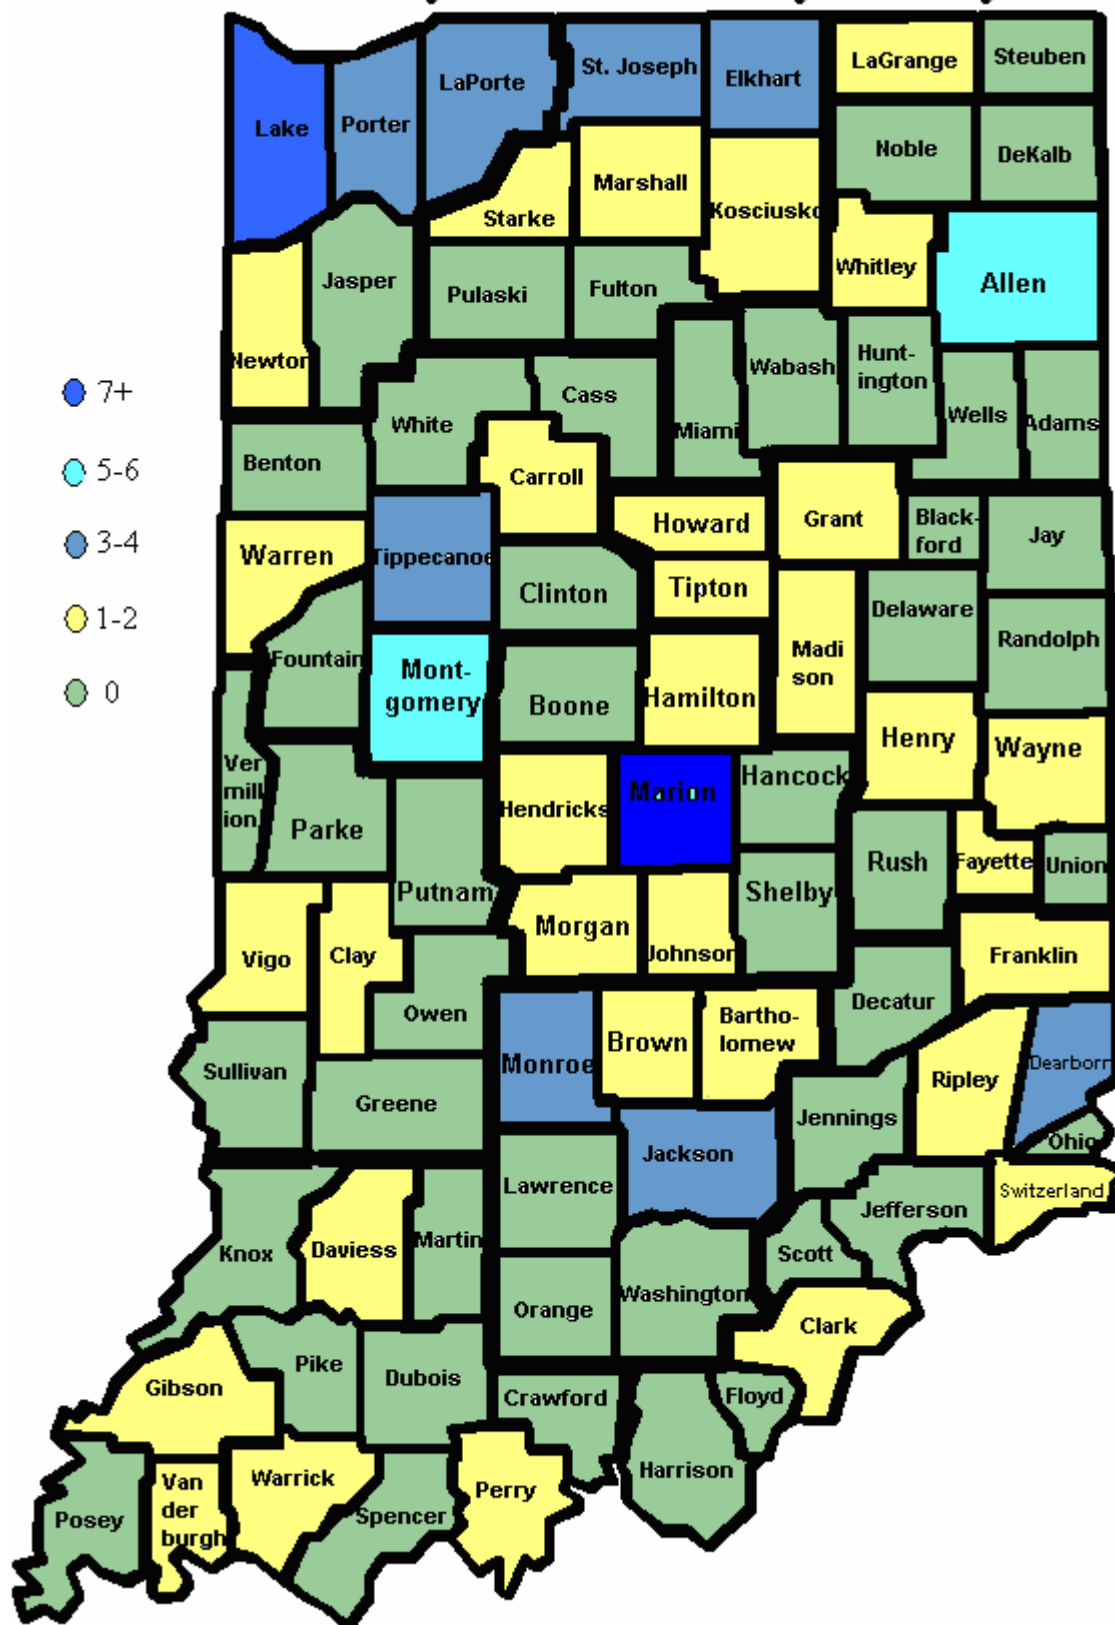 LaGrange
Steuben
St. Joseph
LaPorte
Elkhart
Lake
Porter
Noble
DeKalb
Marshall
Starke
Kosciusko
Whitley
Allen
Jasper
Pulaski
Fulton
Newton
Wabash
Hunt-
ington
7+
Cass
White
Miami
Wells
Adams
Benton
5-6
Carroll
Howard
Grant
Black-
ford
Jay
3-4
Warren
Tippecanoe
Clinton
Tipton
Delaware
1-2
Randolph
Fountain
Mont-
gomery
Madi
son
0
Boone
Hamilton
Henry
Wayne
Ver
mill
ion
Hendricks
Marion
Hancock
Parke
Putnam
Rush
Fayette
Union
Shelby
Morgan
Johnson
Vigo
Clay
Franklin
Owen
Decatur
Brown
Bartho-
lomew
Monroe
Sullivan
Ripley
Dearborn
Greene
Jennings
Ohio
Jackson
Lawrence
Switzerland
Jefferson
Knox
Daviess
Martin
Scott
Orange
Washington
Clark
Pike
Gibson
Dubois
Crawford
Floyd
Harrison
Warrick
Van
der
burgh
Perry
Posey
Spencer